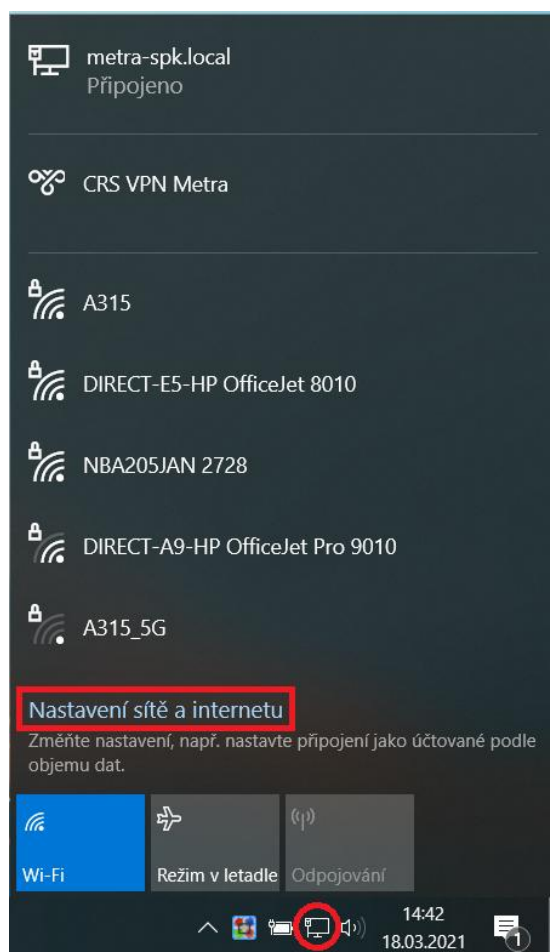 metra-spk.local
Připojeno
CRS VPN Metra
A315
DIRECT-E5-HP OfficeJet 8010
NBA205JAN 2728
DIRECT-A9-HP OfficeJet Pro 9010
A315_5G
Nastavení sítě a internetu
Změňte nastavení, např. nastavte připojení jako účtované podle
objemu dat.
Wi-Fi
Režim v letadle
Odpojování
14:42
18.03.2021
1